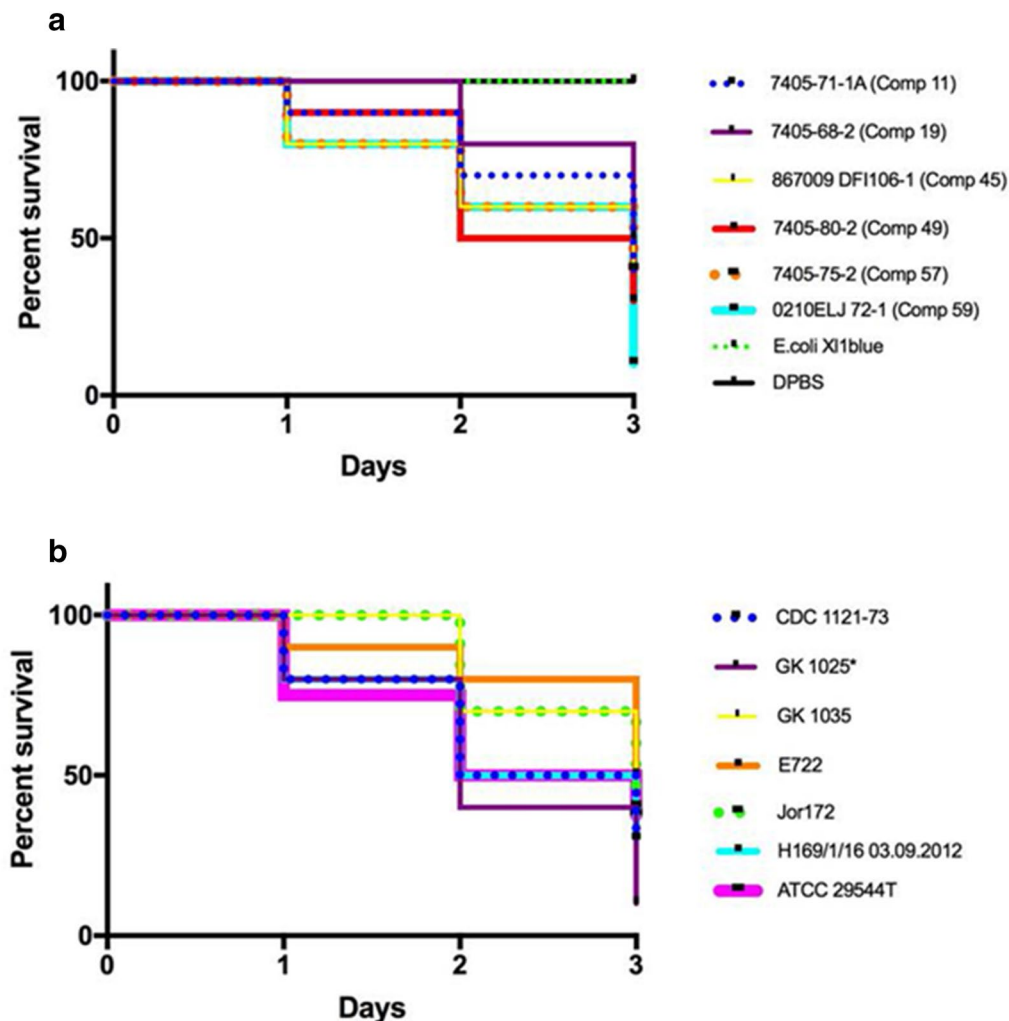 a
100
50
0
0 1 2 3
Percent survival
Days
7405-71-1A (Comp 11)
7405-68-2 (Comp 19)
867009 DFI106-1 (Comp 45)
7405-80-2 (Comp 49)
7405-75-2 (Comp 57)
0210ELJ 72-1 (Comp 59)
E.coli Xl1blue
DPBS
b
100
50
0
0 1 2 3
Percent survival
Days
CDC 1121-73
GK 1025*
GK 1035
E722
Jor172
H169/1/16 03.09.2012
ATCC 29544T